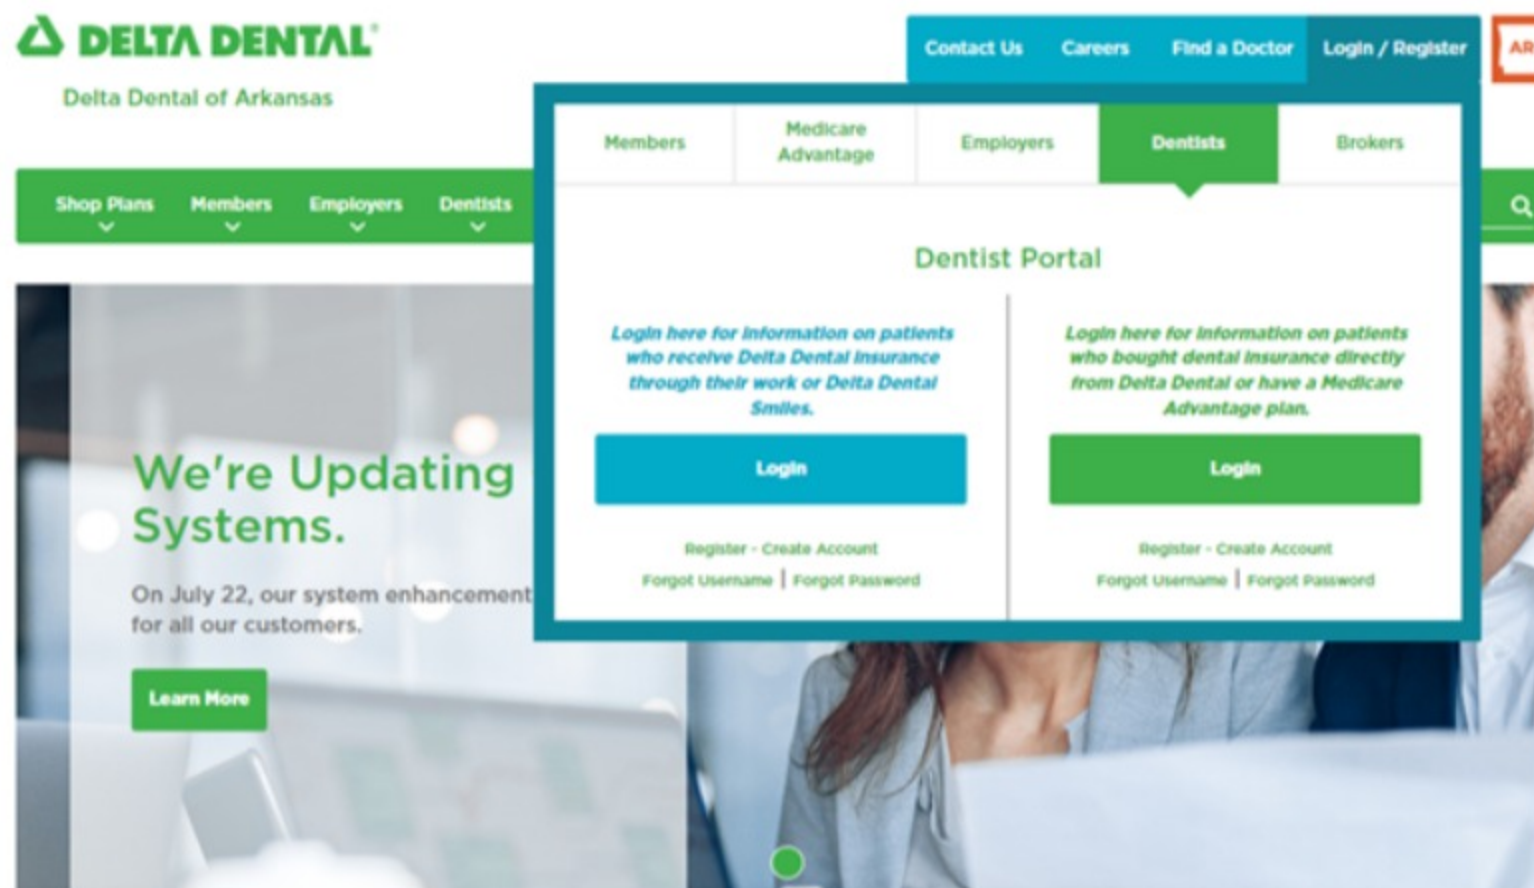 DELTA DENTAL®
Delta Dental of Arkansas
Contact Us Careers Find a Doctor Login / Register
Members Medicare Advantage Employers Dentists Brokers
Shop Plans Members Employers Dentists
Dentist Portal
Login here for information on patients
who receive Delta Dental insurance
through their work or Delta Dental
Smiles.
Login
Register - Create Account
Forgot Username | Forgot Password
Login here for information on patients
who bought dental insurance directly
from Delta Dental or have a Medicare
Advantage plan.
Login
Register - Create Account
Forgot Username | Forgot Password
We're Updating
Systems.
On July 22, our system enhancement
for all our customers.
Learn More